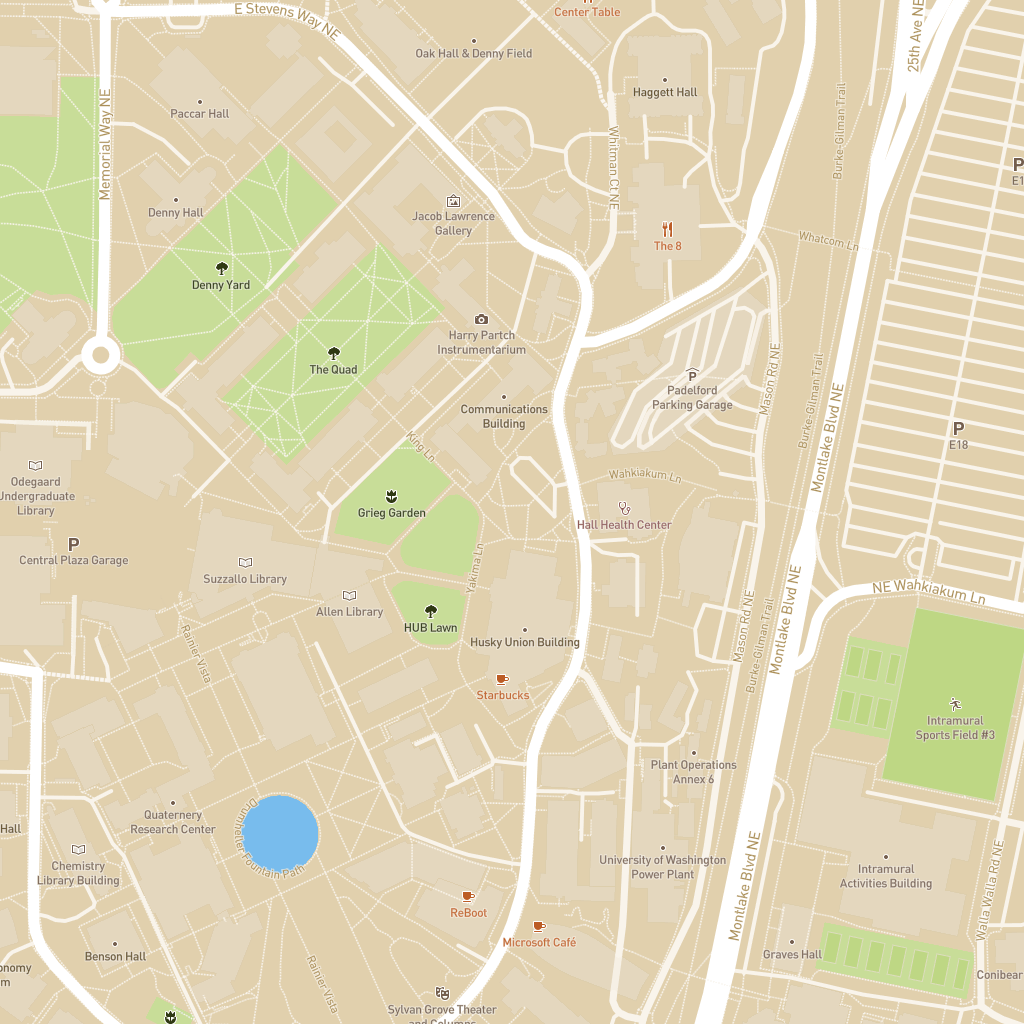 Center Table
E Stevens Way NE
25th Ave NE
Oak Hall & Denny Field
Haggett Hall
Paccar Hall
Memorial Way NE
Burke-Gilman Trail
Whitman Ct NE
P
Denny Hall
Jacob Lawrence
Gallery
The 8
Whatcom Ln
Denny Yard
Harry Partch
Instrumentarium
The Quad
Mason Rd NE
P
Padelford
Parking Garage
Burke-Gilman Trail
Montlake Blvd NE
Communications
Building
P
E18
King Ln
Odegaard
Undergraduate
Library
Wahkiakum Ln
Grieg Garden
Hall Health Center
P
Central Plaza Garage
Suzzallo Library
Yakima Ln
Allen Library
NE Wahkiakum Ln
HUB Lawn
Husky Union Building
Mason Rd NE
Burke-Gilman Trail
Montlake Blvd NE
Rainier Vista
Starbucks
Intramural
Sports Field #3
Plant Operations
Annex 6
Quaternery
Research Center
Drumheller Fountain Path
Hall
Chemistry
Library Building
University of Washington
Power Plant
Intramural
Activities Building
Montlake Blvd NE
Walla Walla Rd NE
ReBoot
Microsoft Café
Benson Hall
Graves Hall
Rainier Vista
Conibear
Sylvan Grove Theater
and Columns